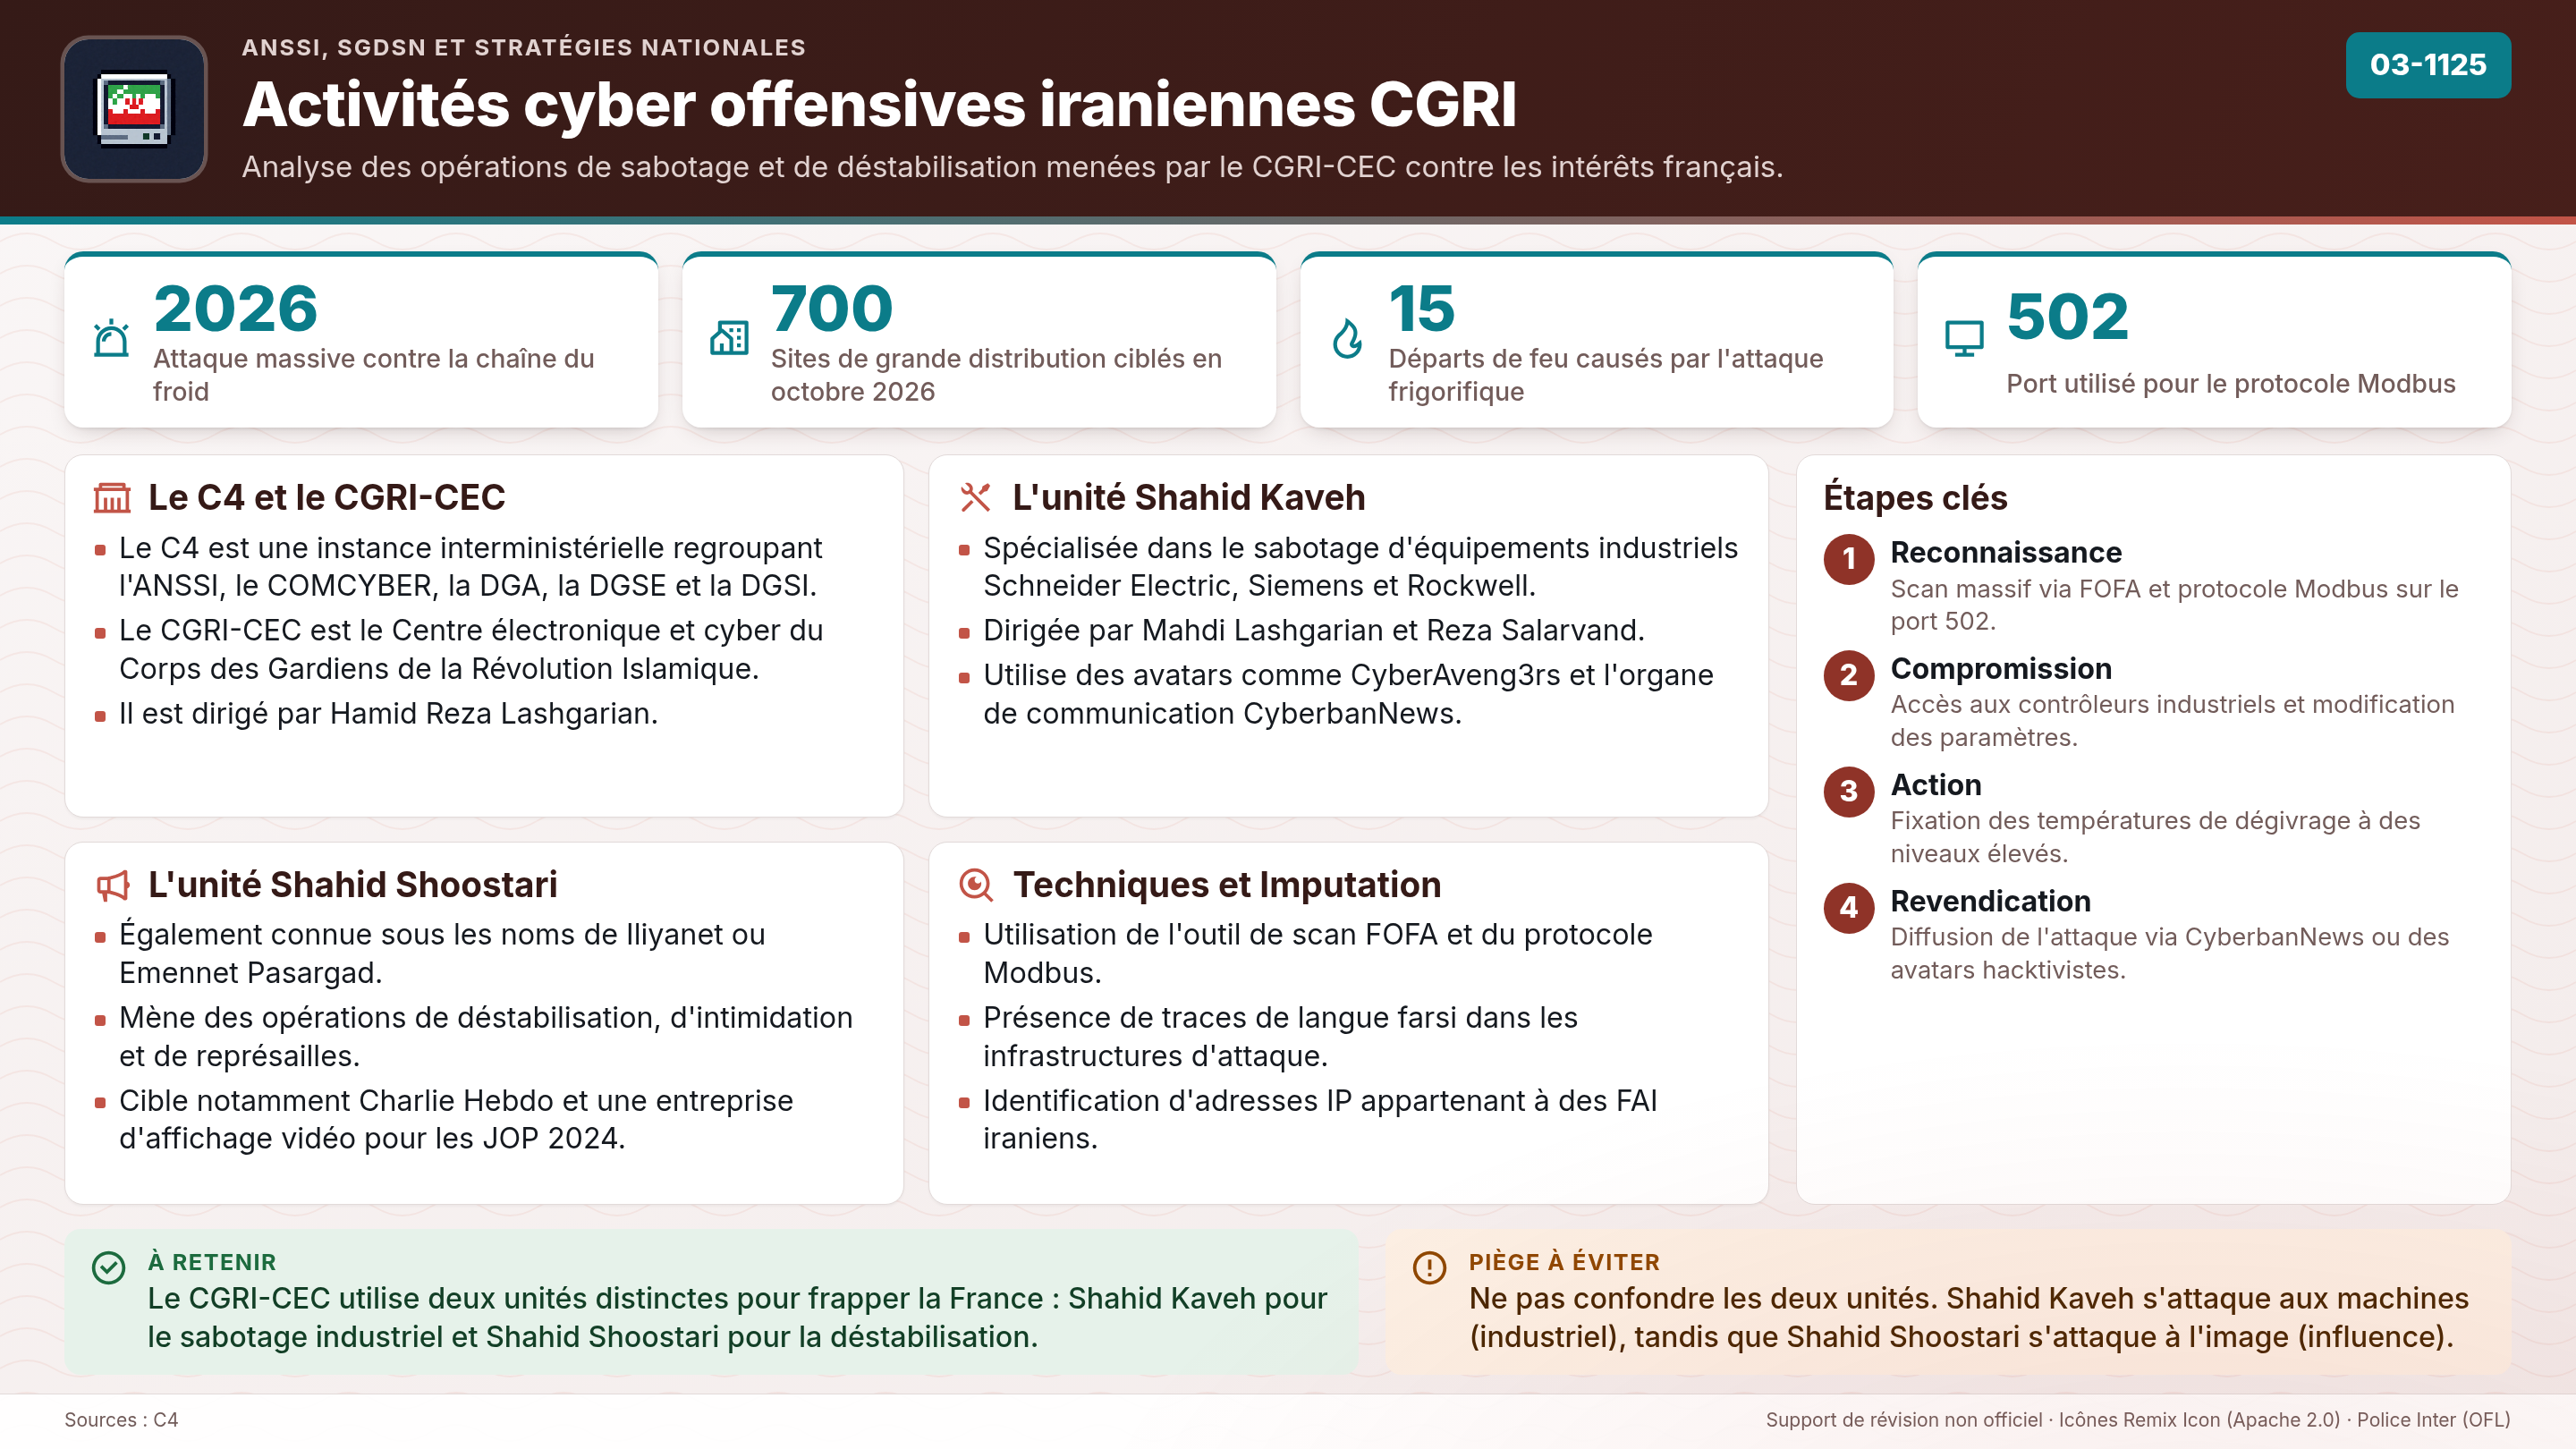 ANSSI, SGDSN ET STRATÉGIES NATIONALES
Activités cyber offensives iraniennes CGRI
Analyse des opérations de sabotage et de déstabilisation menées par le CGRI-CEC contre les intérêts français.
03-1125
2026
Attaque massive contre la chaîne du
froid
700
Sites de grande distribution ciblés en
octobre 2026
15
Départs de feu causés par l'attaque
frigorifique
502
Port utilisé pour le protocole Modbus
Le C4 et le CGRI-CEC
Le C4 est une instance interministérielle regroupant
l'ANSSI, le COMCYBER, la DGA, la DGSE et la DGSI.
Le CGRI-CEC est le Centre électronique et cyber du
Corps des Gardiens de la Révolution Islamique.
Il est dirigé par Hamid Reza Lashgarian.
L'unité Shahid Kaveh
Spécialisée dans le sabotage d'équipements industriels
Schneider Electric, Siemens et Rockwell.
Dirigée par Mahdi Lashgarian et Reza Salarvand.
Utilise des avatars comme CyberAveng3rs et l'organe
de communication CyberbanNews.
L'unité Shahid Shoostari
Également connue sous les noms de Iliyanet ou
Emennet Pasargad.
Mène des opérations de déstabilisation, d'intimidation
et de représailles.
Cible notamment Charlie Hebdo et une entreprise
d'affichage vidéo pour les JOP 2024.
Techniques et Imputation
Utilisation de l'outil de scan FOFA et du protocole
Modbus.
Présence de traces de langue farsi dans les
infrastructures d'attaque.
Identification d'adresses IP appartenant à des FAI
iraniens.
Étapes clés
1
Reconnaissance
Scan massif via FOFA et protocole Modbus sur le
port 502.
2
Compromission
Accès aux contrôleurs industriels et modification
des paramètres.
3
Action
Fixation des températures de dégivrage à des
niveaux élevés.
4
Revendication
Diffusion de l'attaque via CyberbanNews ou des
avatars hacktivistes.
À RETENIR
Le CGRI-CEC utilise deux unités distinctes pour frapper la France : Shahid Kaveh pour
le sabotage industriel et Shahid Shoostari pour la déstabilisation.
PIÈGE À ÉVITER
Ne pas confondre les deux unités. Shahid Kaveh s'attaque aux machines
(industriel), tandis que Shahid Shoostari s'attaque à l'image (influence).
Sources : C4
Support de révision non officiel · Icônes Remix Icon (Apache 2.0) · Police Inter (OFL)